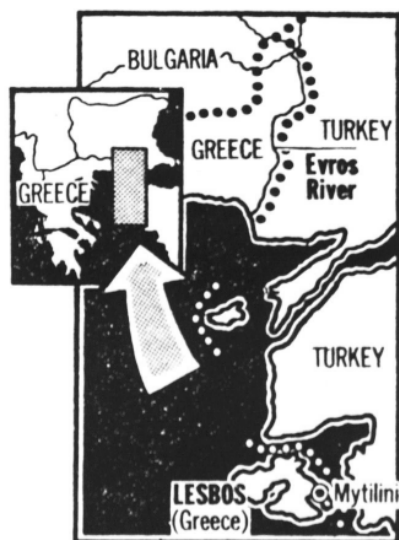 BULGARIA
GREECE
TURKEY
Evros
River
GREECE
TURKEY
LESBOS
(Greece)
Mytilini